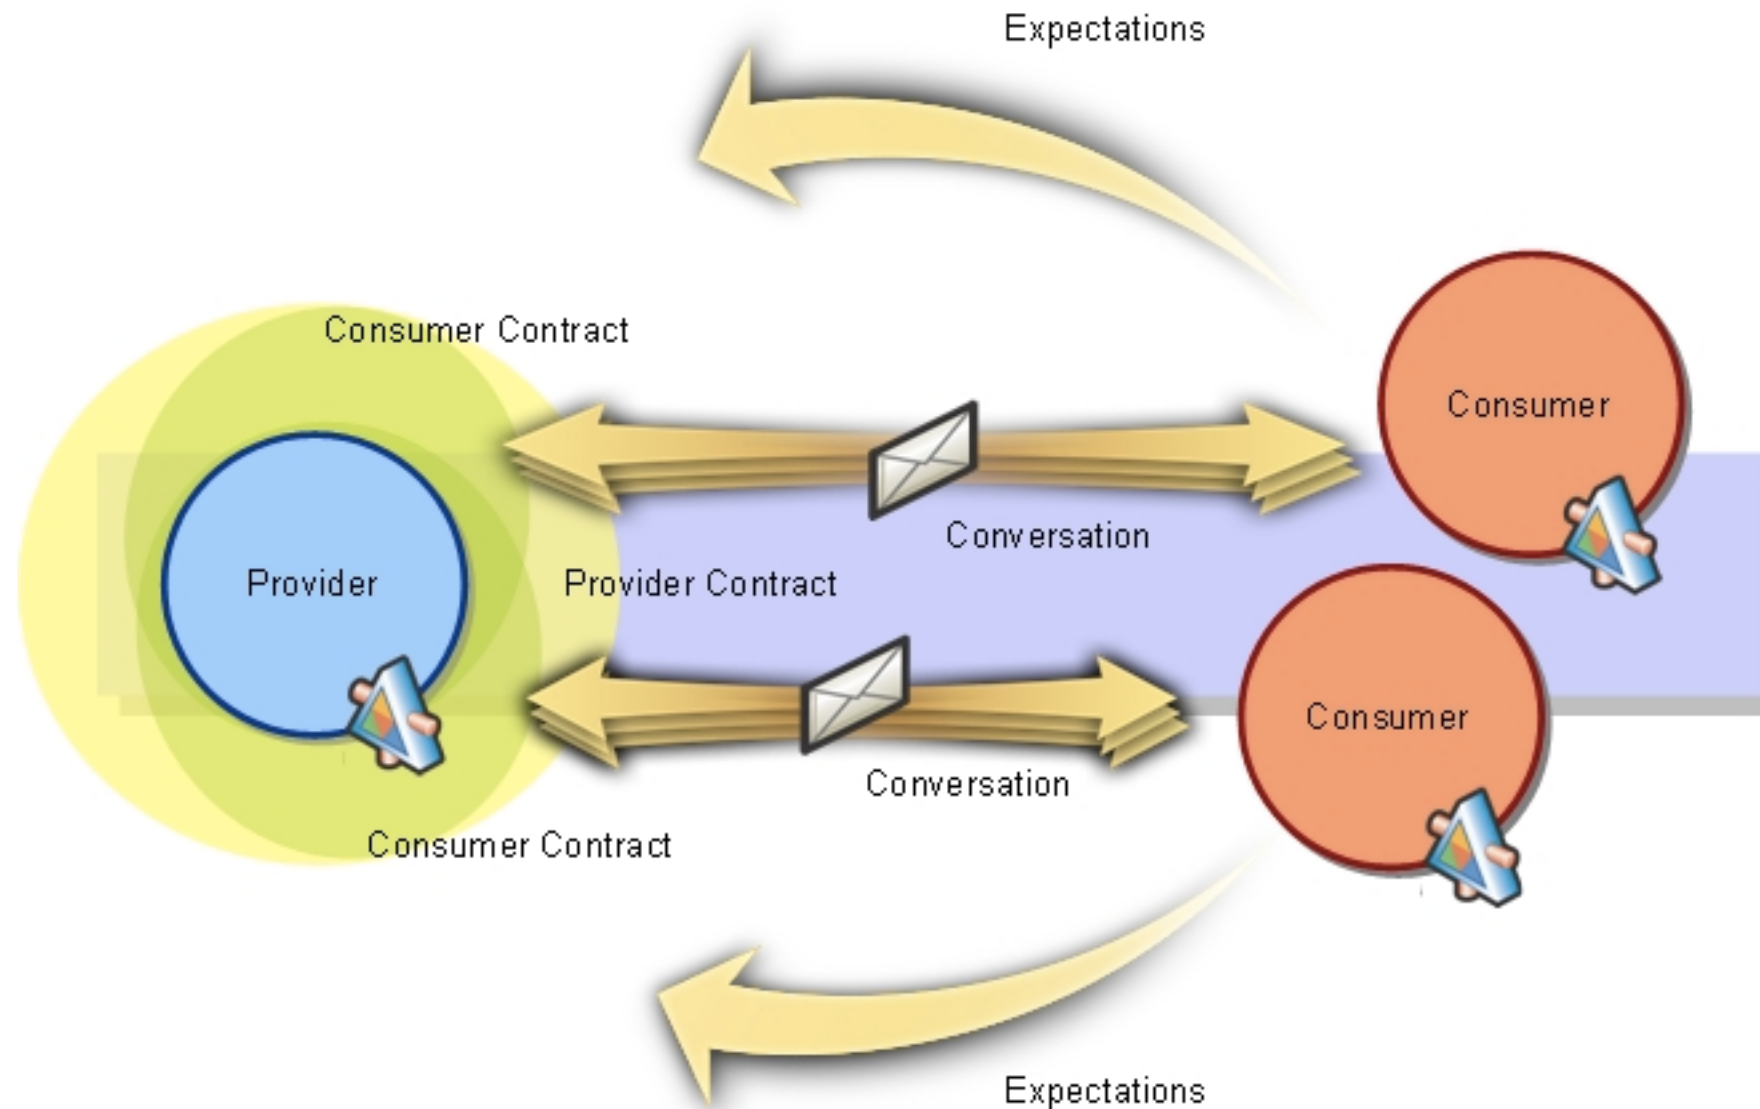 Expectations
Consumer Contract
Consumer
Conversation
Provider
Provider Contract
Consumer
Conversation
Consumer Contract
Expectations